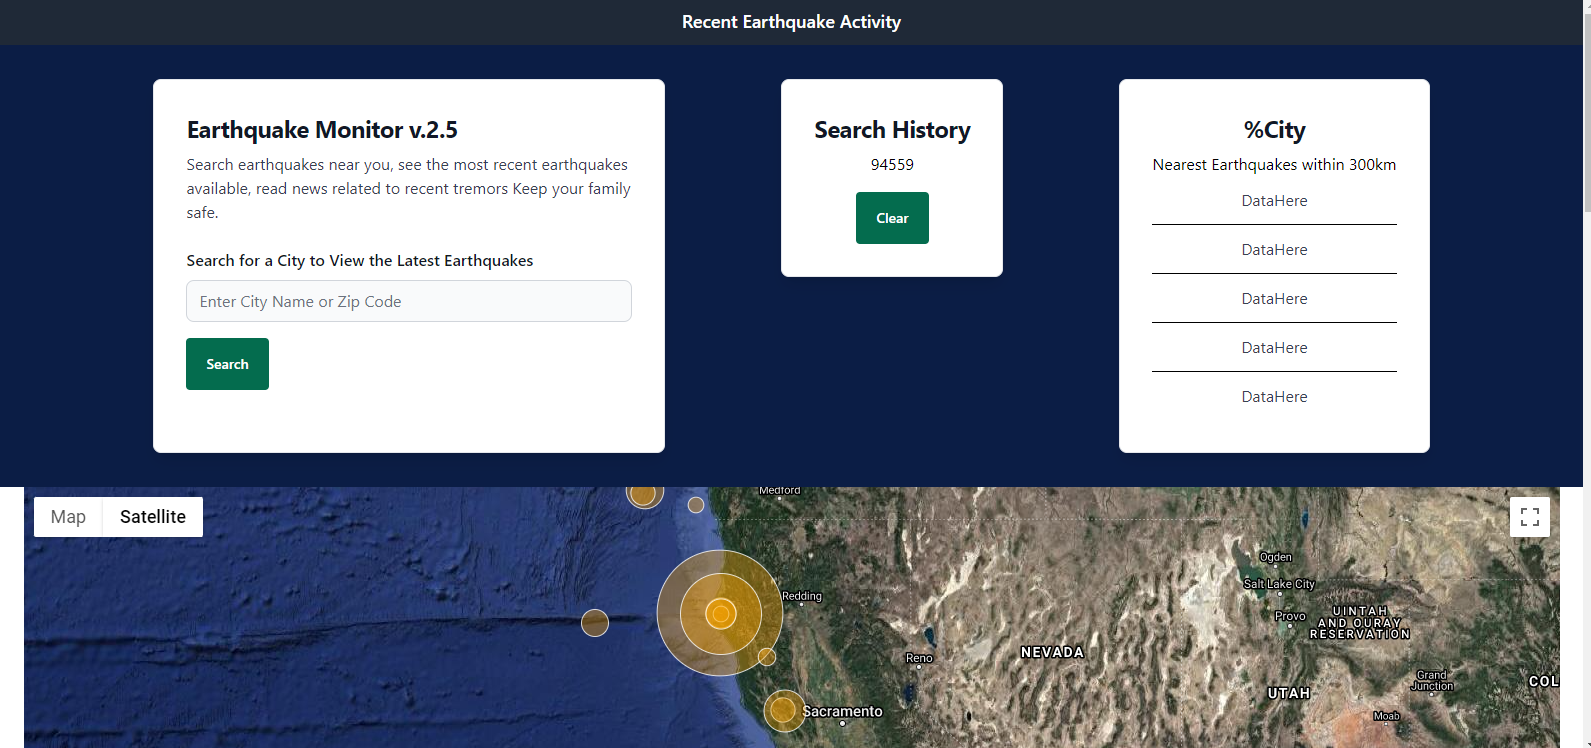 Recent Earthquake Activity
Earthquake Monitor v.2.5
Search earthquakes near you, see the most recent earthquakes
available, read news related to recent tremors Keep your family
safe.
Search for a City to View the Latest Earthquakes
Enter City Name or Zip Code
Search
Search History
94559
Clear
%City
Nearest Earthquakes within 300km
DataHere
DataHere
DataHere
DataHere
DataHere
Map
Satellite
Medford
Ogden
Salt Lake City
Redding
Provo
UINTAH
AND OURAY
RESERVATION
Reno
NEVADA
Grand
Junction
COL
UTAH
Sacramento
Moab